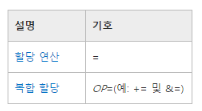 설명 기호
할당 연산 =
복합 할당 OP=(예: += 및 &=)